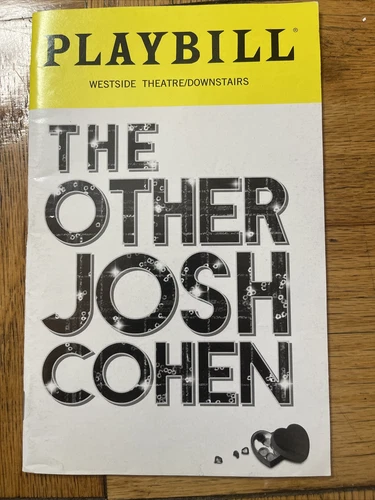 PLAYBILL®
WESTSIDE THEATRE/DOWNSTAIRS
THE
OTHER
JOSH
COHEN